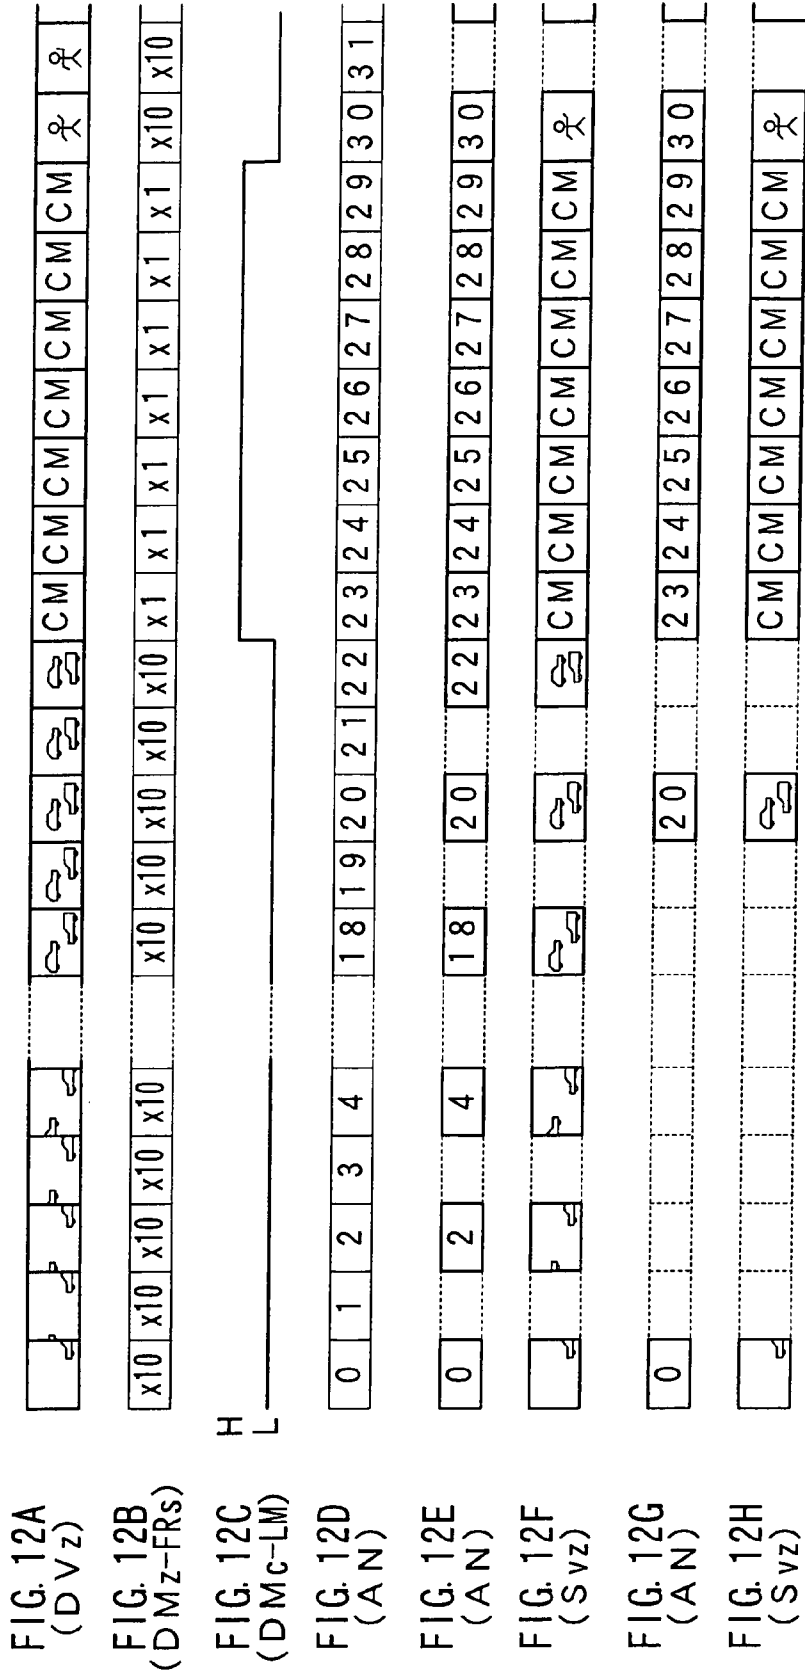 FIG. 12A
(DVz)
CM CM CM CM CM CM CM
FIG. 12B
(DMz-FRs)
x10 x10 x10 x10 x10 x10 x10 x10 x10 x10 x1 x1 x1 x1 x1 x1 x1 x10 x10
FIG. 12C
(DMc-LM)
H
L
FIG. 12D
(AN)
0 1 2 3 4 18 19 20 21 22 23 24 25 26 27 28 29 30 31
FIG. 12E
(AN)
0 2 4 18 20 22 23 24 25 26 27 28 29 30
FIG. 12F
(Svz)
CM CM CM CM CM CM CM
FIG. 12G
(AN)
0 20 23 24 25 26 27 28 29 30
FIG. 12H
(Svz)
CM CM CM CM CM CM CM